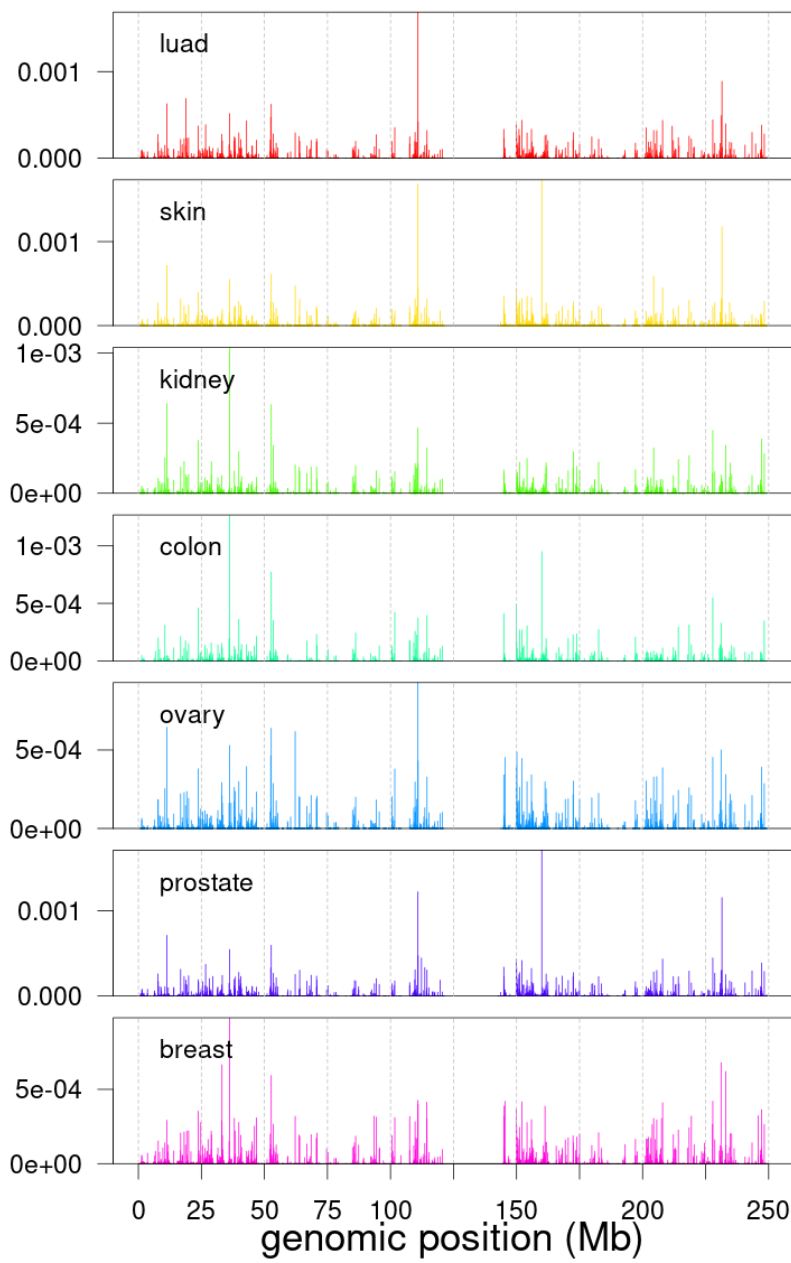 luad
0.001
0.000
skin
0.001
0.000
1e-03
kidney
5e-04
0e+00
colon
1e-03
5e-04
0e+00
ovary
5e-04
0e+00
prostate
0.001
0.000
breast
5e-04
0e+00
0 25 50 75 100 150 200 250
genomic position (Mb)